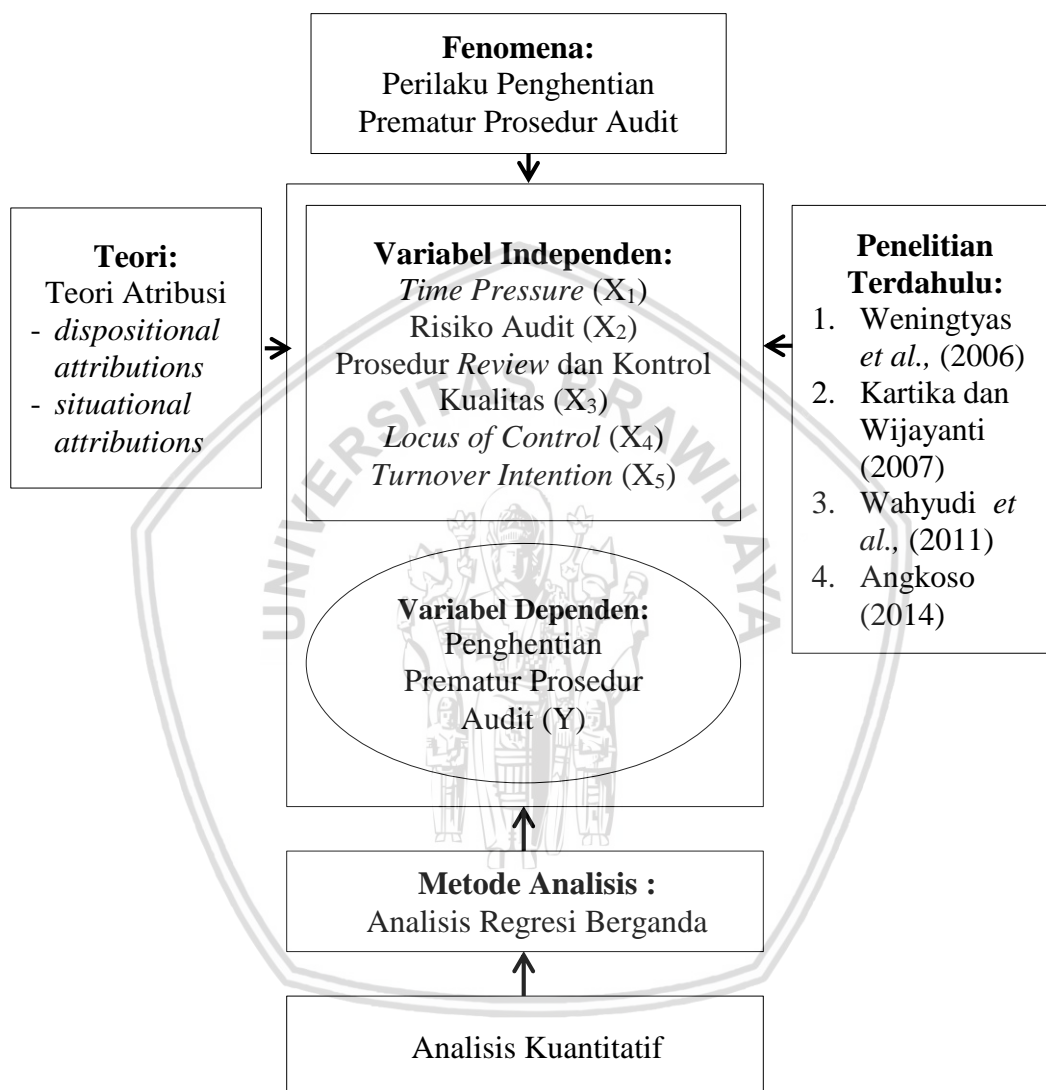 Fenomena:
Perilaku Penghentian
Prematur Prosedur Audit
Teori:
Teori Atribusi
- dispositional
attributions
- situational
attributions
Variabel Independen:
Time Pressure (X₁)
Risiko Audit (X₂)
Prosedur Review dan Kontrol
Kualitas (X₃)
Locus of Control (X₄)
Turnover Intention (X₅)
Penelitian
Terdahulu:
1. Weningtyas
et al., (2006)
2. Kartika dan
Wijayanti
(2007)
3. Wahyudi et
al., (2011)
4. Angkoso
(2014)
Variabel Dependen:
Penghentian
Prematur Prosedur
Audit (Y)
Metode Analisis :
Analisis Regresi Berganda
Analisis Kuantitatif
UNIVERSITAS BRAWIJAYA